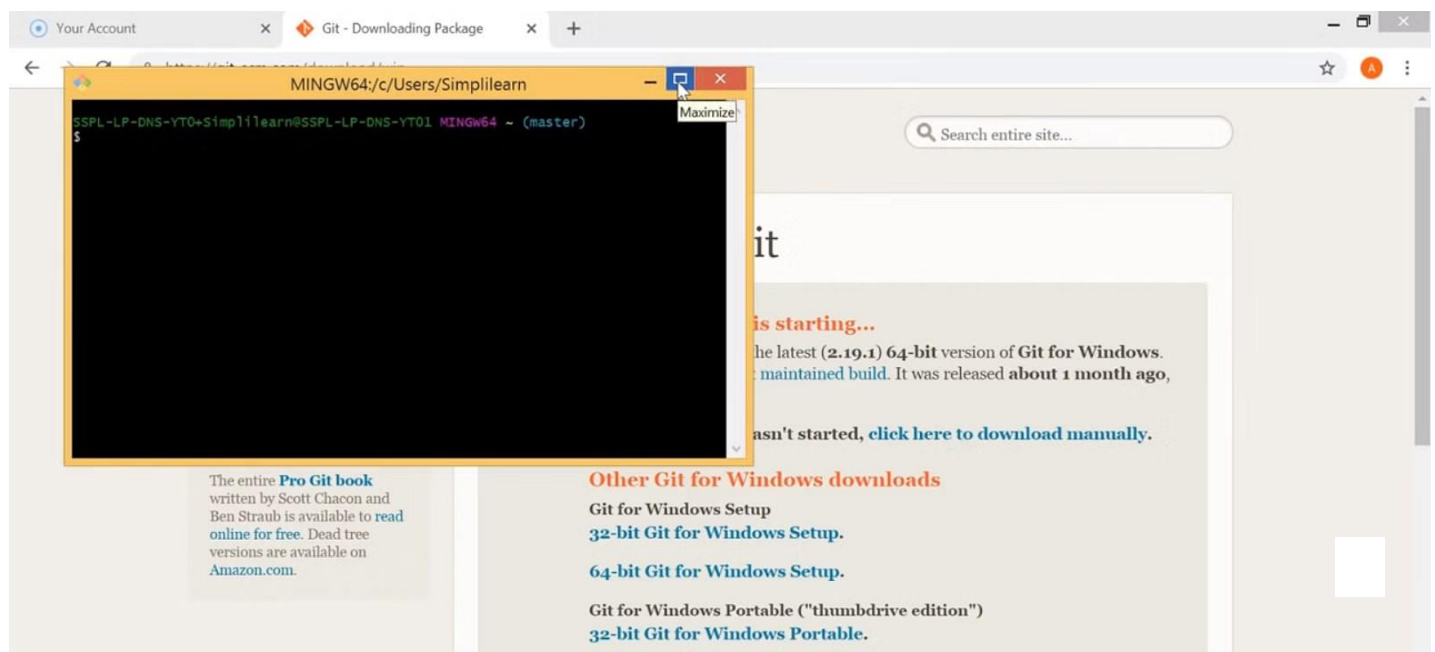 Your Account
Git - Downloading Package
A
MINGW64:/c/Users/Simplilearn
Maximize
SSPL-LP-DNS-YT0+Simplilearn@SSPL-LP-DNS-YT01 MINGW64 ~ (master)
$
Search entire site...
it
is starting...
he latest (2.19.1) 64-bit version of Git for Windows.
maintained build. It was released about 1 month ago,
asn't started, click here to download manually.
The entire Pro Git book
written by Scott Chacon and
Ben Straub is available to read
online for free. Dead tree
versions are available on
Amazon.com.
Other Git for Windows downloads
Git for Windows Setup
32-bit Git for Windows Setup.
64-bit Git for Windows Setup.
Git for Windows Portable ("thumbdrive edition")
32-bit Git for Windows Portable.